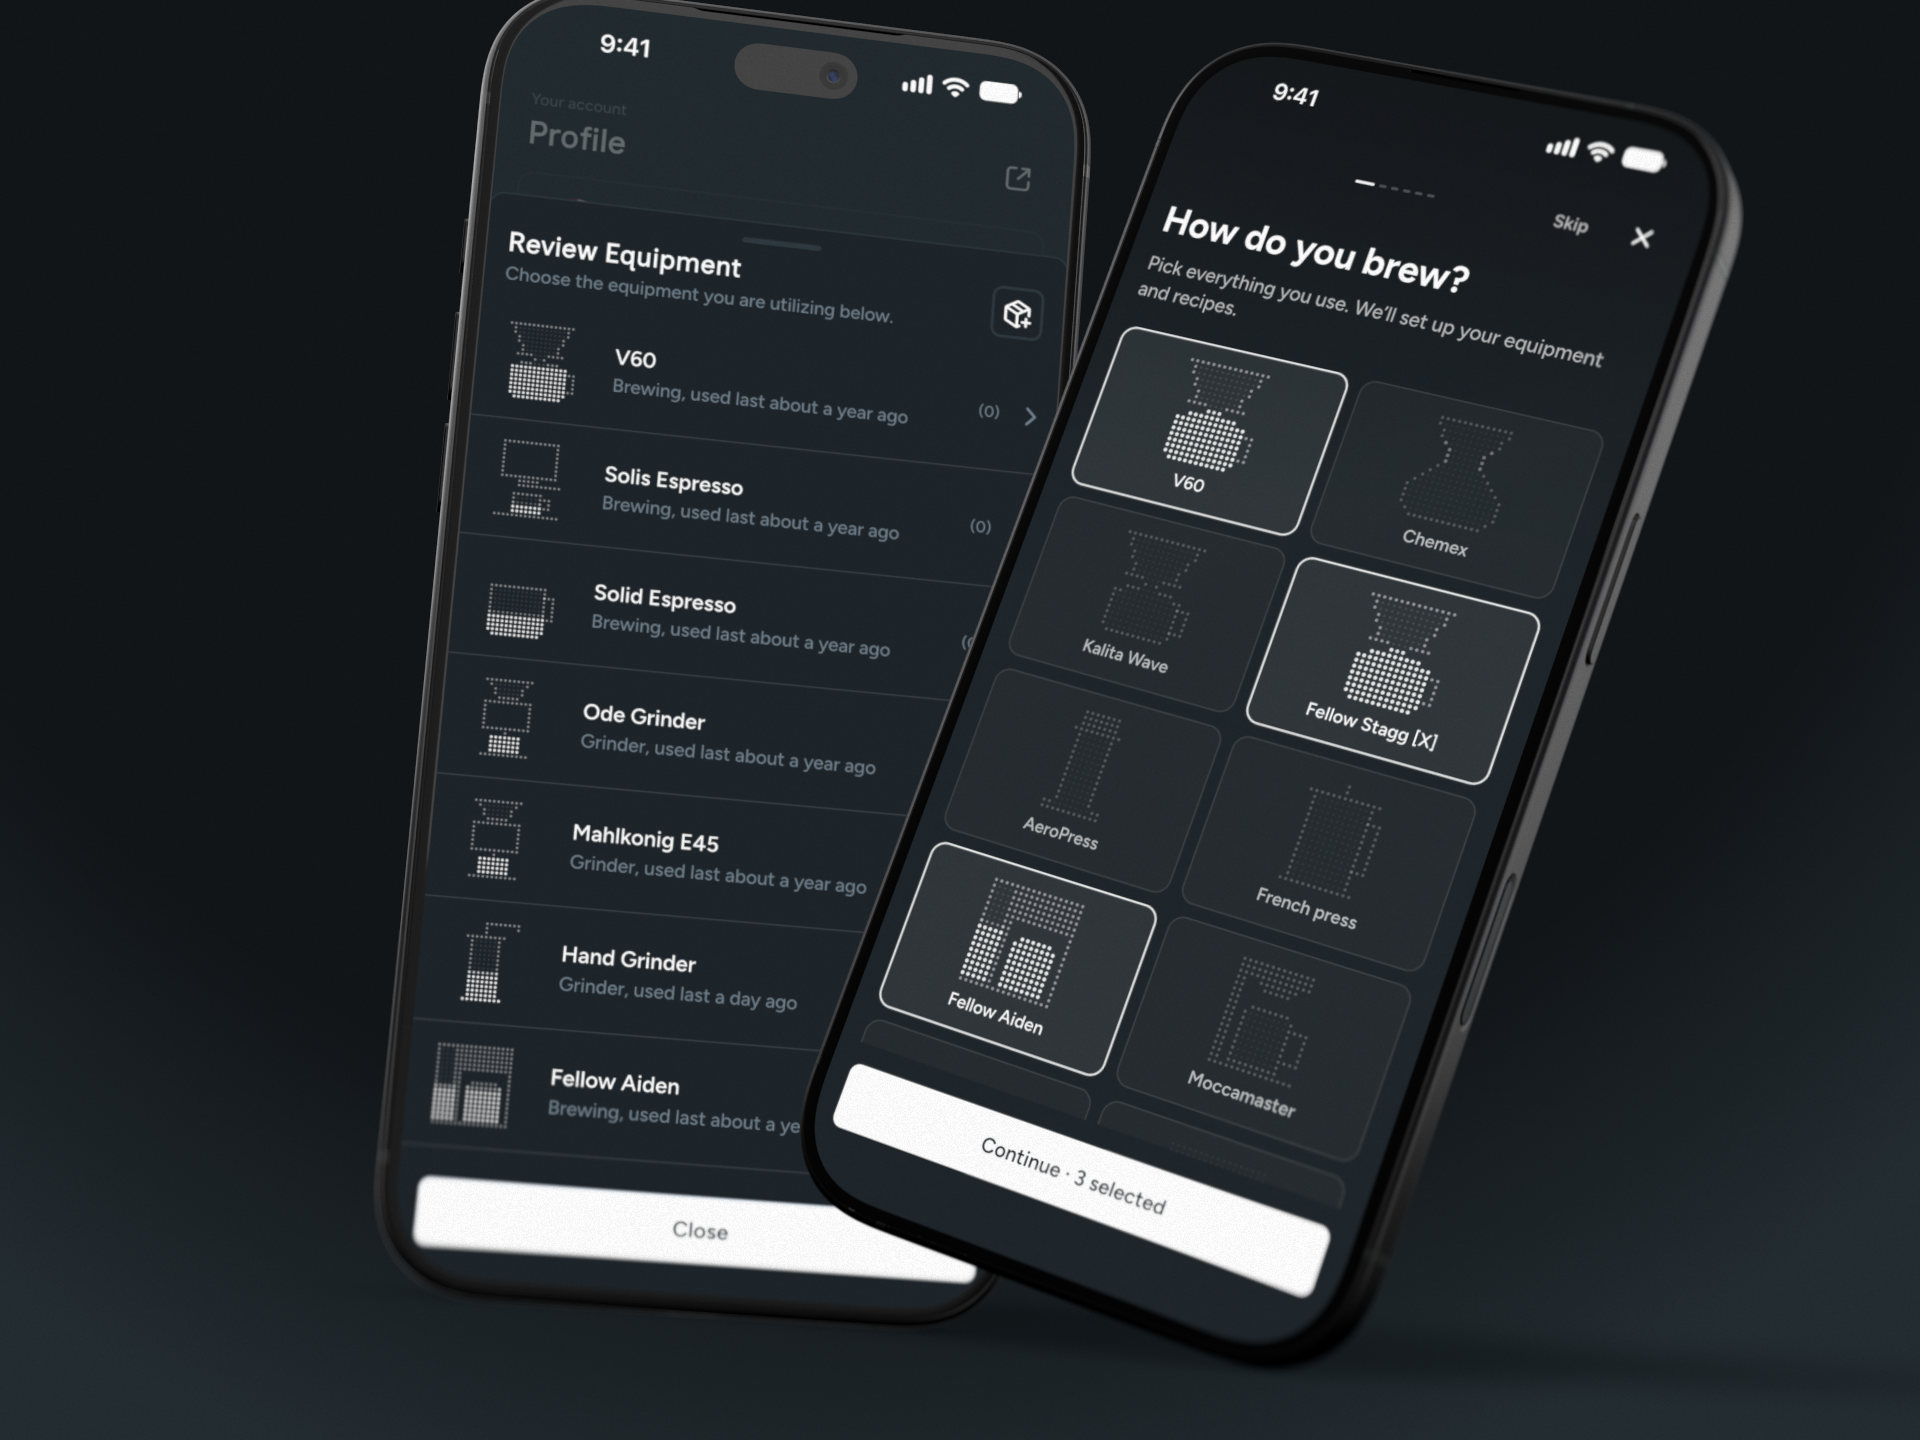 9:41
Your account
Profile
Review Equipment
Choose the equipment you are utilizing below.
V60
Brewing, used last about a year ago
(0)
Solis Espresso
Brewing, used last about a year ago
(0)
Solid Espresso
Brewing, used last about a year ago
Ode Grinder
Grinder, used last about a year ago
Mahlkonig E45
Grinder, used last about a year ago
Hand Grinder
Grinder, used last a day ago
Fellow Aiden
Brewing, used last about a ye
Close
9:41
Skip
How do you brew?
Pick everything you use. We'll set up your equipment
and recipes.
V60
Chemex
Kalita Wave
Fellow Stagg [X]
AeroPress
French press
Fellow Aiden
Moccamaster
Continue · 3 selected